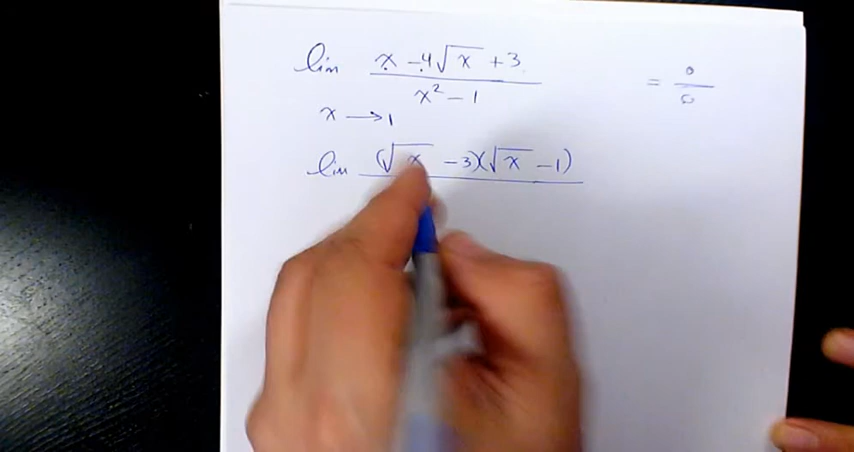 lim x - 4√x + 3 / x² - 1 = 0/0
x → 1
lim (√x - 3)(√x - 1)